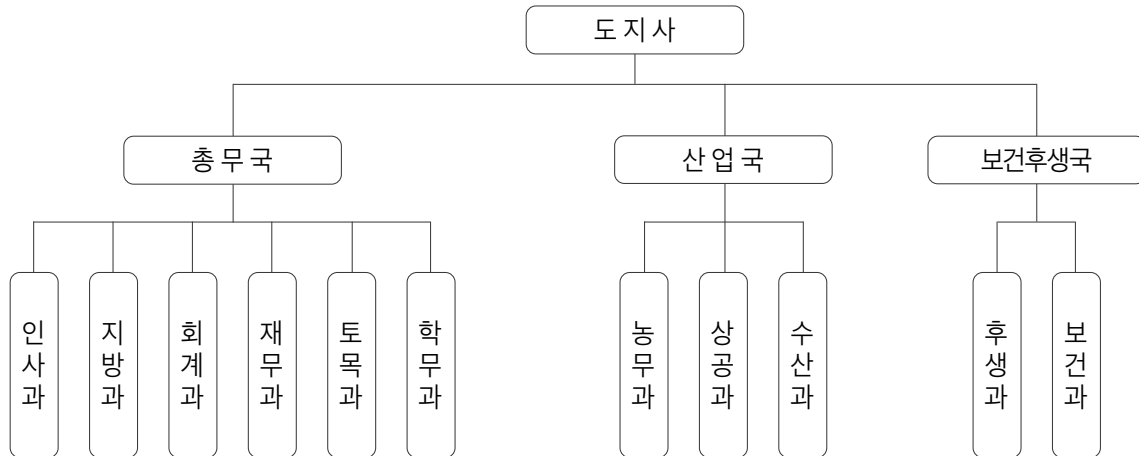 도 지 사
총 무 국
산 업 국
보건후생국
인사과
지방과
회계과
재무과
토목과
학무과
농무과
상공과
수산과
후생과
보건과